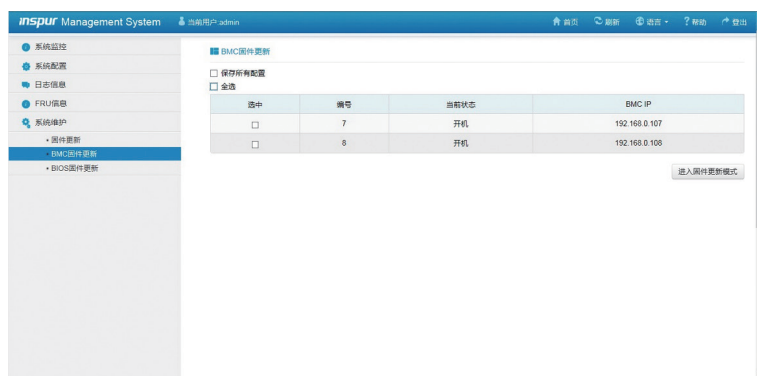 inspur Management System 当前用户:admin 首页 刷新 语言 帮助 登出
系统监控
系统配置
日志信息
FRU信息
系统维护
固件更新
BMC固件更新
BIOS固件更新
BMC固件更新
保存所有配置
全选
选中 编号 当前状态 BMC IP
7 开机 192.168.0.107
8 开机 192.168.0.108
进入固件更新模式